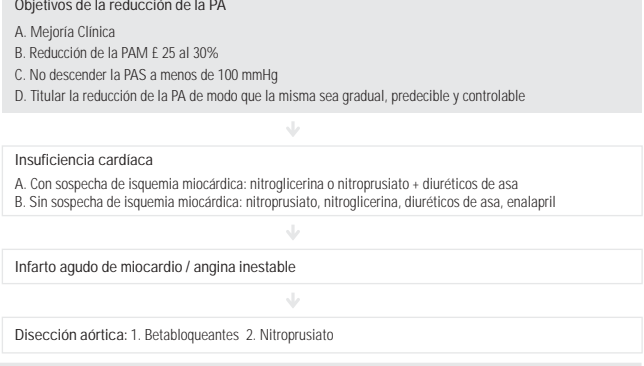 Objetivos de la reducción de la PA
A. Mejoría Clínica
B. Reducción de la PAM £ 25 al 30%
C. No descender la PAS a menos de 100 mmHg
D. Titular la reducción de la PA de modo que la misma sea gradual, predecible y controlable
Insuficiencia cardíaca
A. Con sospecha de isquemia miocárdica: nitroglicerina o nitroprusiato + diuréticos de asa
B. Sin sospecha de isquemia miocárdica: nitroprusiato, nitroglicerina, diuréticos de asa, enalapril
Infarto agudo de miocardio / angina inestable
Disección aórtica: 1. Betabloqueantes 2. Nitroprusiato